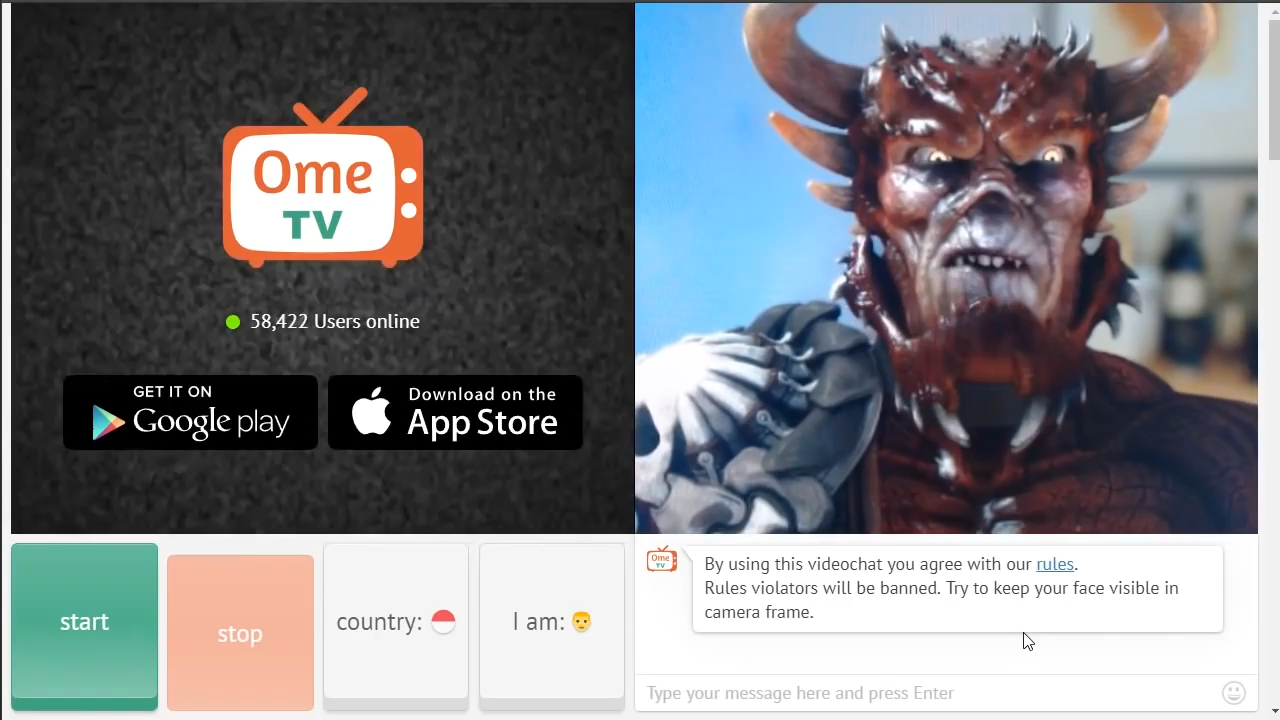 Ome
TV
58,422 Users online
GET IT ON
Google play
Download on the
App Store
start
stop
country:
I am:
Ome
TV
By using this videochat you agree with our rules.
Rules violators will be banned. Try to keep your face visible in
camera frame.
Type your message here and press Enter